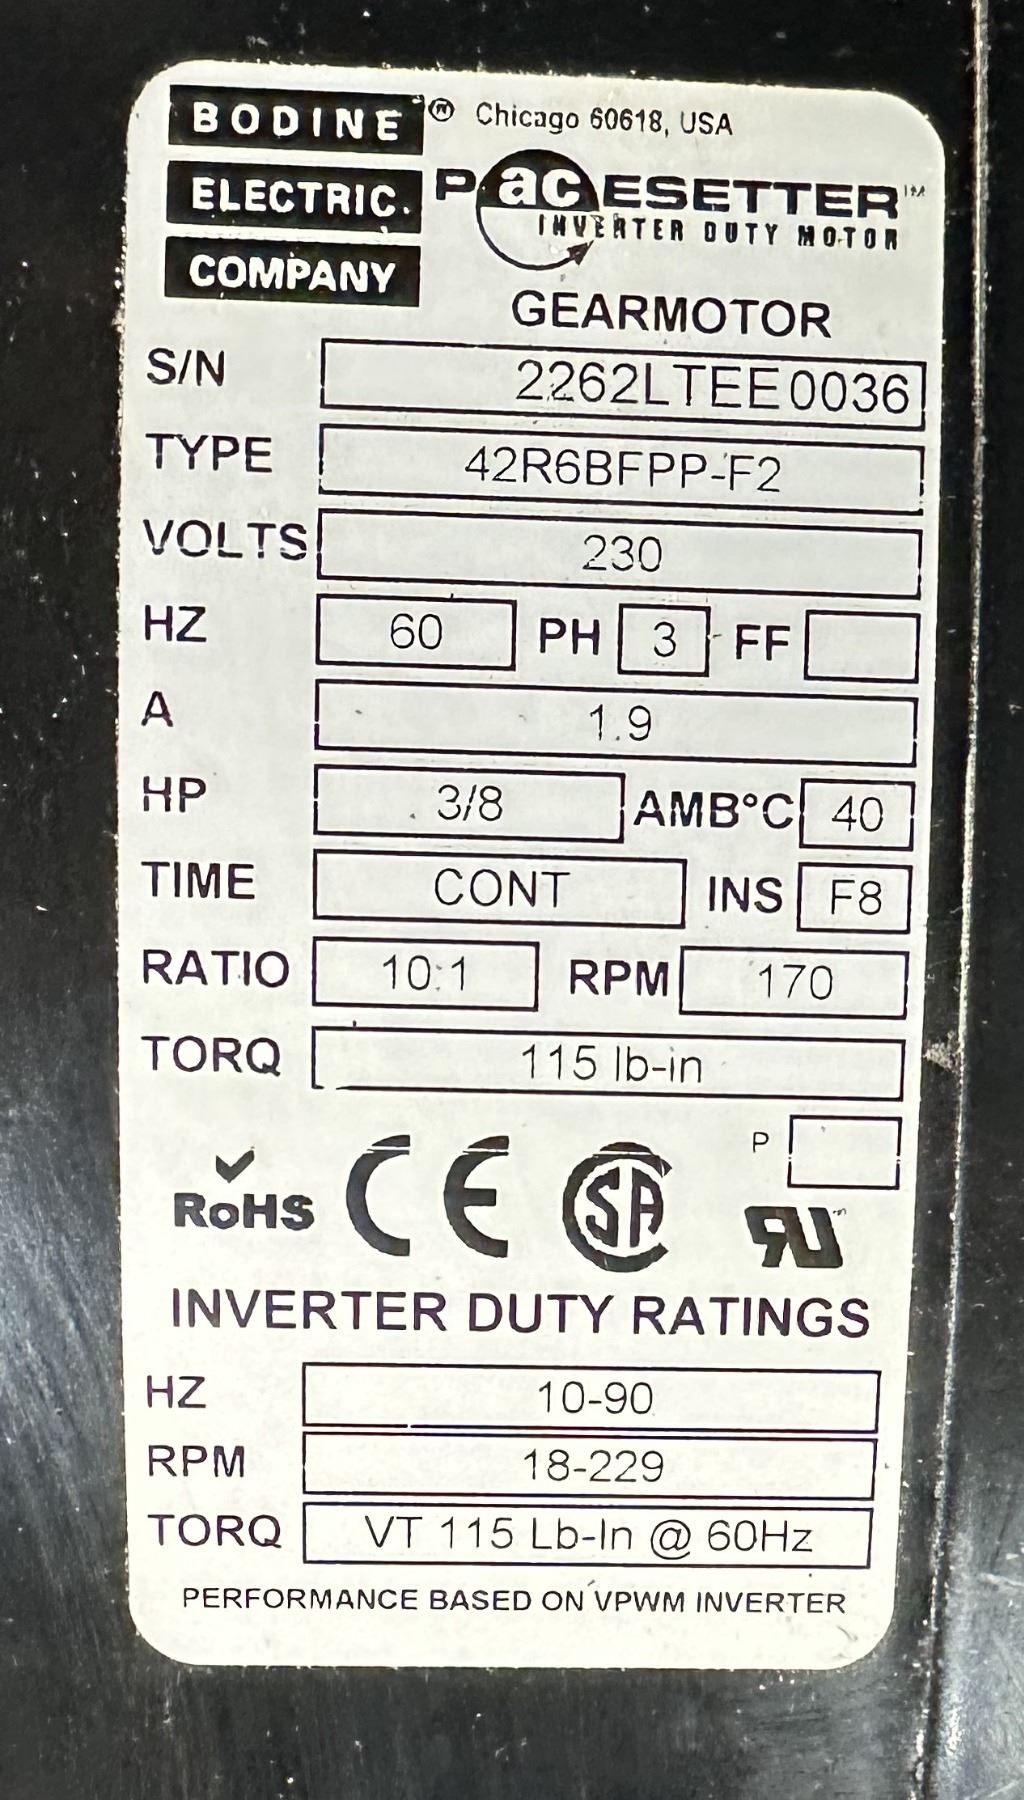 BODINE ® Chicago 60618, USA
ELECTRIC. PacESETTER™
INVERTER DUTY MOTOR
COMPANY
GEARMOTOR
S/N 2262LTEE0036
TYPE 42R6BFPP-F2
VOLTS 230
HZ 60 PH 3 FF
A 1.9
HP 3/8 AMB°C 40
TIME CONT INS F8
RATIO 10:1 RPM 170
TORQ 115 lb-in
P
RoHS CE SA RU
INVERTER DUTY RATINGS
HZ 10-90
RPM 18-229
TORQ VT 115 Lb-In @ 60Hz
PERFORMANCE BASED ON VPWM INVERTER